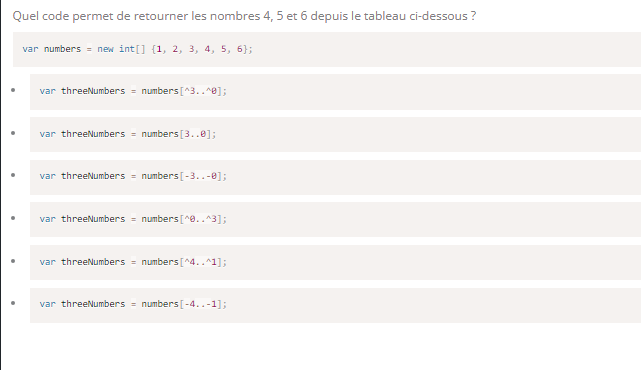 Quel code permet de retourner les nombres 4, 5 et 6 depuis le tableau ci-dessous ?
var numbers = new int[] {1, 2, 3, 4, 5, 6};
var threeNumbers = numbers[^3..^0];
var threeNumbers = numbers[3..0];
var threeNumbers = numbers[-3..-0];
var threeNumbers = numbers[^0..^3];
var threeNumbers = numbers[^4..^1];
var threeNumbers = numbers[-4..-1];